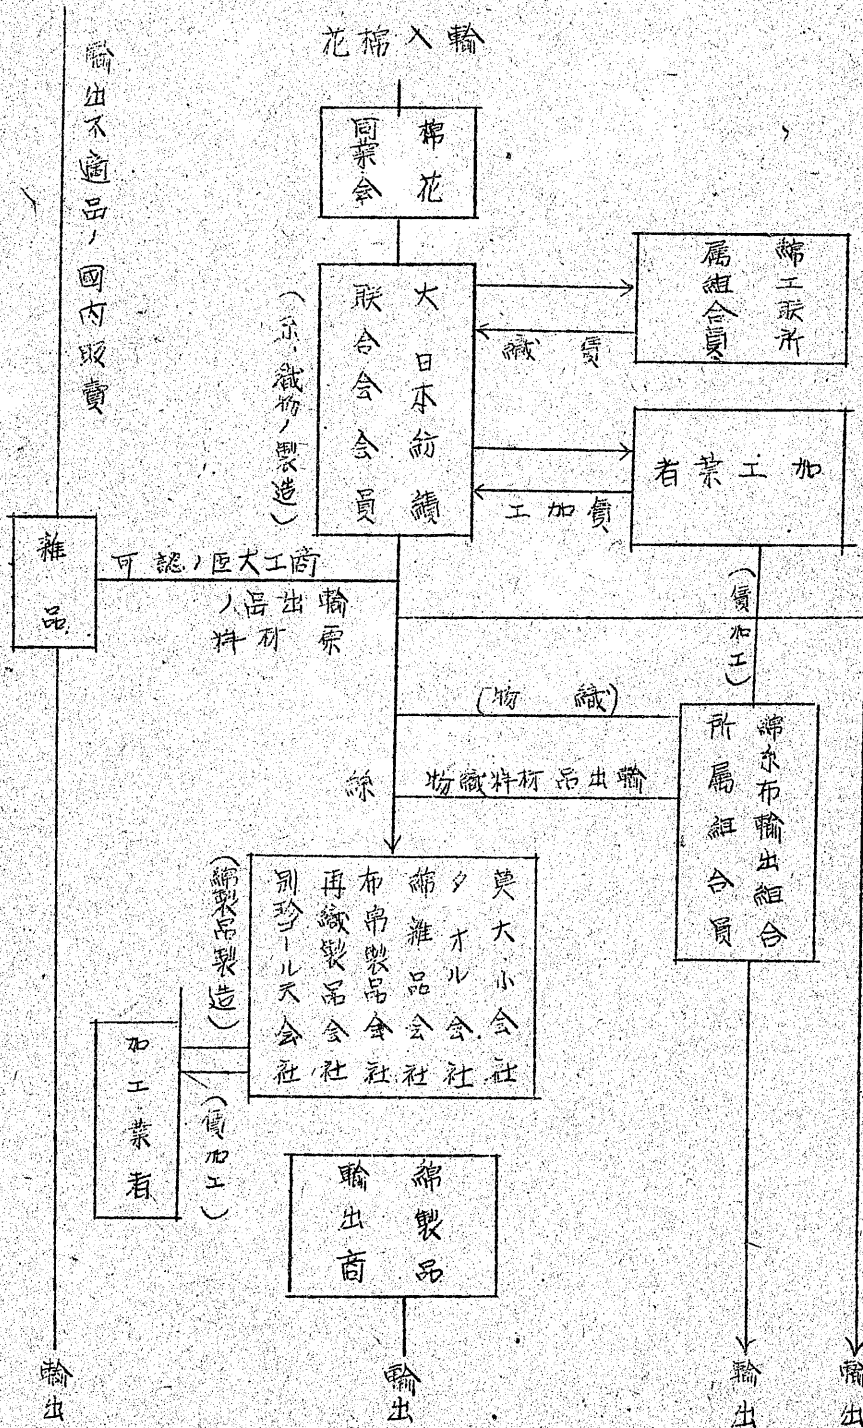 輸入棉花
棉花
同業会
大日本紡績
聯合会会員
(糸、織物ノ製造)
綿工聯所
属組合員
賃織
加工業者
賃加工
(賃加工)
輸出不適品ノ国内販売
雑品
商工大臣ノ認可
輸出品ノ
原材料
(織物)
輸出品材料織物
綿糸布輸出組合
所属組合員
綿
莫大小会社
タオル会社
綿雑品会社
布帛製品会社
再織製品会社
別珍コール天会社
(綿製品製造)
加工業者
(賃加工)
綿製品
輸出商
輸出
輸出
輸出
輸出